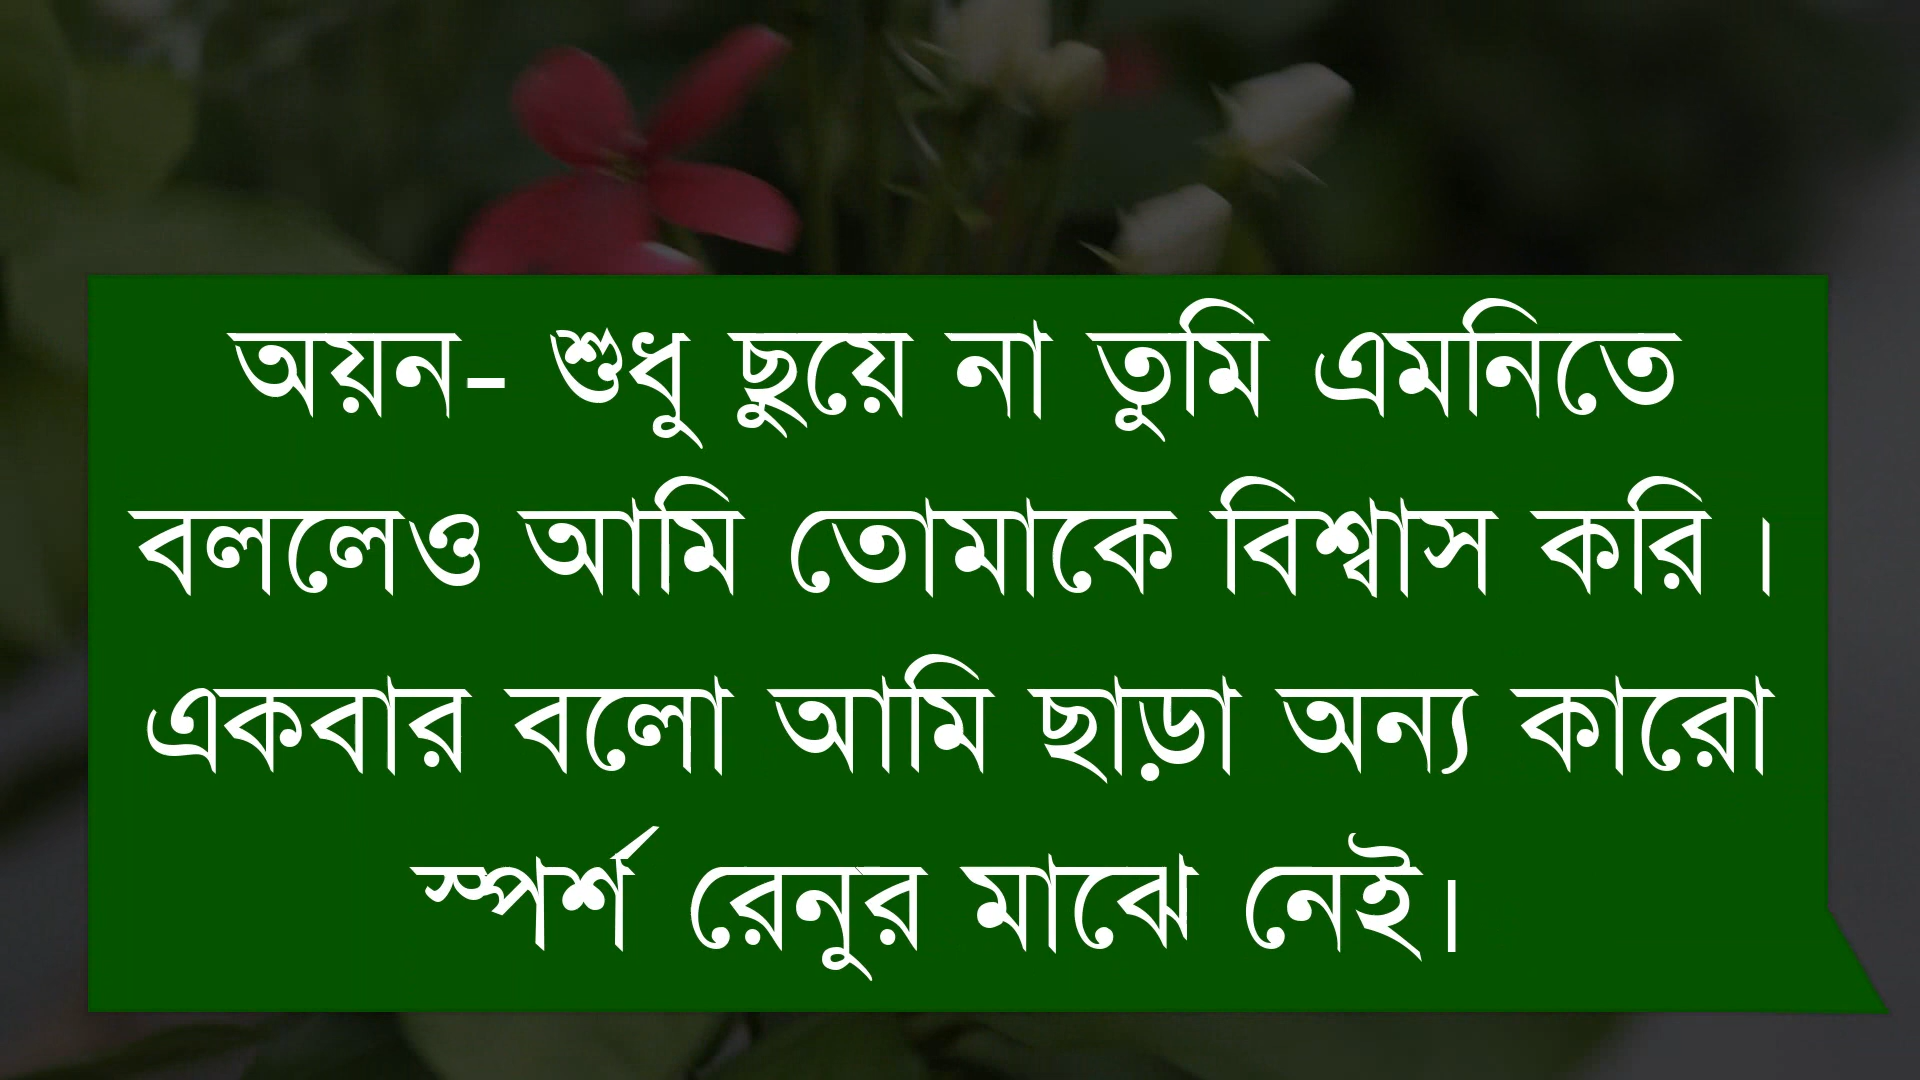 অয়ন- শুধু ছুয়ে না তুমি এমনিতে
বললেও আমি তোমাকে বিশ্বাস করি ।
একবার বলো আমি ছাড়া অন্য কারো
স্পর্শ রেনুর মাঝে নেই।